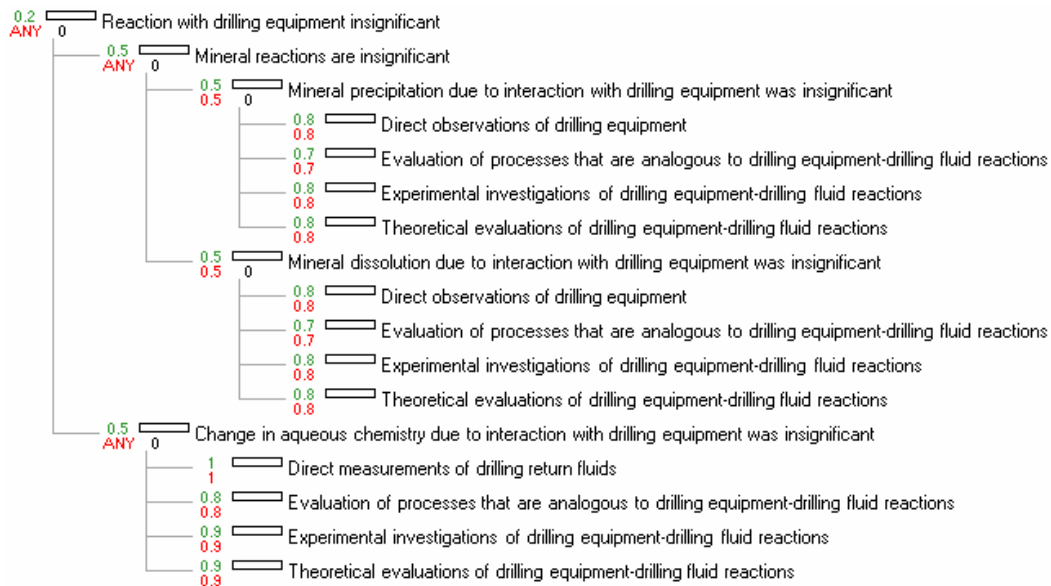 0.2 Reaction with drilling equipment insignificant
ANY 0
0.5 Mineral reactions are insignificant
ANY 0
0.5 Mineral precipitation due to interaction with drilling equipment was insignificant
0.5 0
0.8 Direct observations of drilling equipment
0.8
0.7 Evaluation of processes that are analogous to drilling equipment-drilling fluid reactions
0.7
0.8 Experimental investigations of drilling equipment-drilling fluid reactions
0.8
0.8 Theoretical evaluations of drilling equipment-drilling fluid reactions
0.8
0.5 Mineral dissolution due to interaction with drilling equipment was insignificant
0.5 0
0.8 Direct observations of drilling equipment
0.8
0.7 Evaluation of processes that are analogous to drilling equipment-drilling fluid reactions
0.7
0.8 Experimental investigations of drilling equipment-drilling fluid reactions
0.8
0.8 Theoretical evaluations of drilling equipment-drilling fluid reactions
0.8
0.5 Change in aqueous chemistry due to interaction with drilling equipment was insignificant
ANY 0
1 Direct measurements of drilling return fluids
1
0.8 Evaluation of processes that are analogous to drilling equipment-drilling fluid reactions
0.8
0.9 Experimental investigations of drilling equipment-drilling fluid reactions
0.9
0.9 Theoretical evaluations of drilling equipment-drilling fluid reactions
0.9